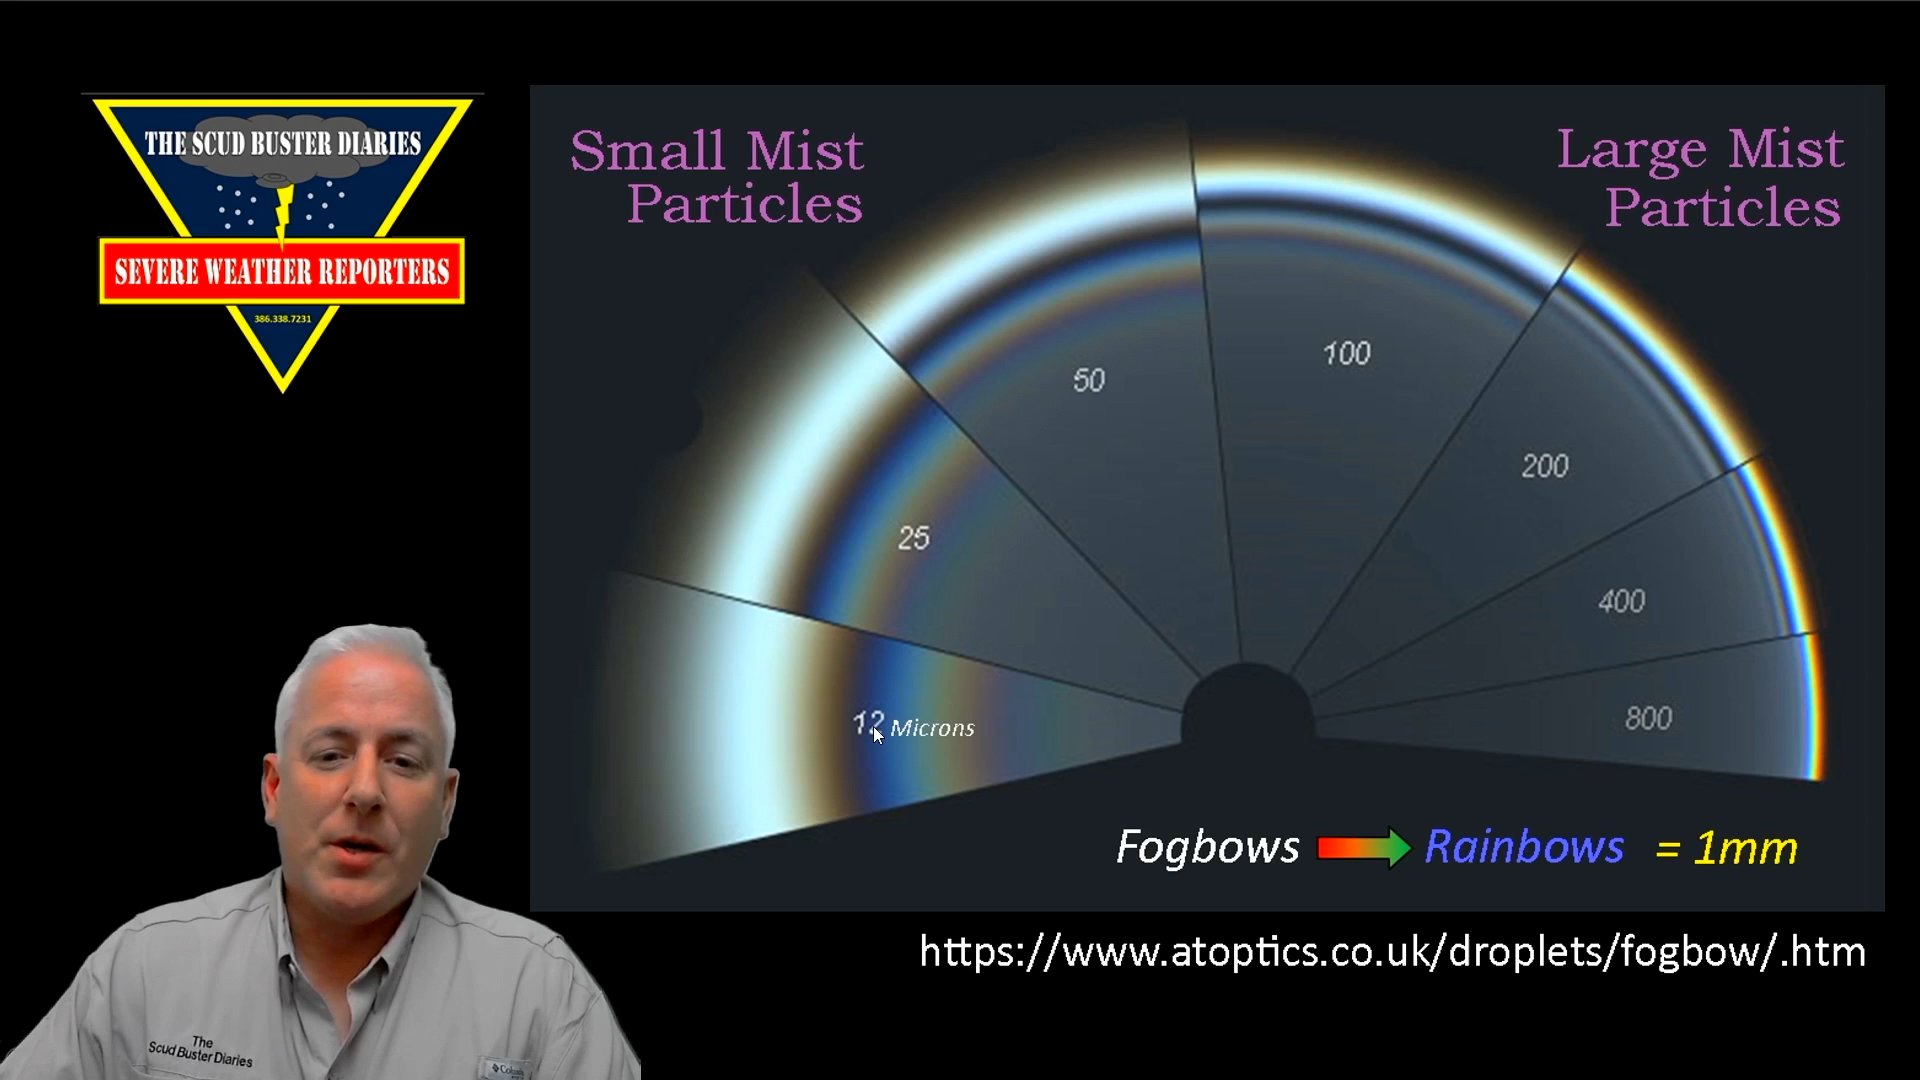 THE SCUD BUSTER DIARIES
SEVERE WEATHER REPORTERS
386.338.7231
Small Mist
Particles
Large Mist
Particles
50
100
200
25
400
12 Microns
800
Fogbows Rainbows = 1mm
https://www.atoptics.co.uk/droplets/fogbow/.htm
The
Scud Buster Diaries